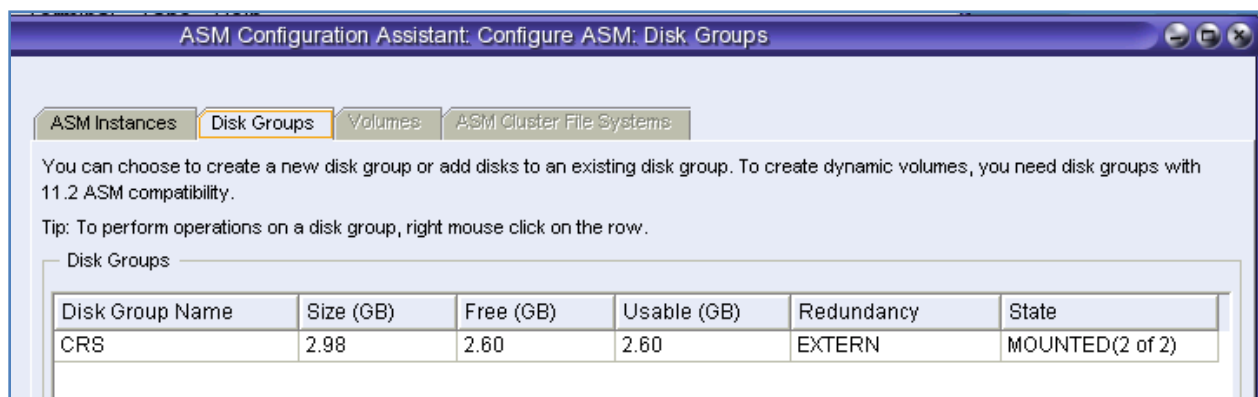 ASM Configuration Assistant: Configure ASM: Disk Groups
ASM Instances Disk Groups Volumes ASM Cluster File Systems
You can choose to create a new disk group or add disks to an existing disk group. To create dynamic volumes, you need disk groups with
11.2 ASM compatibility.
Tip: To perform operations on a disk group, right mouse click on the row.
Disk Groups
Disk Group Name Size (GB) Free (GB) Usable (GB) Redundancy State
CRS 2.98 2.60 2.60 EXTERN MOUNTED(2 of 2)